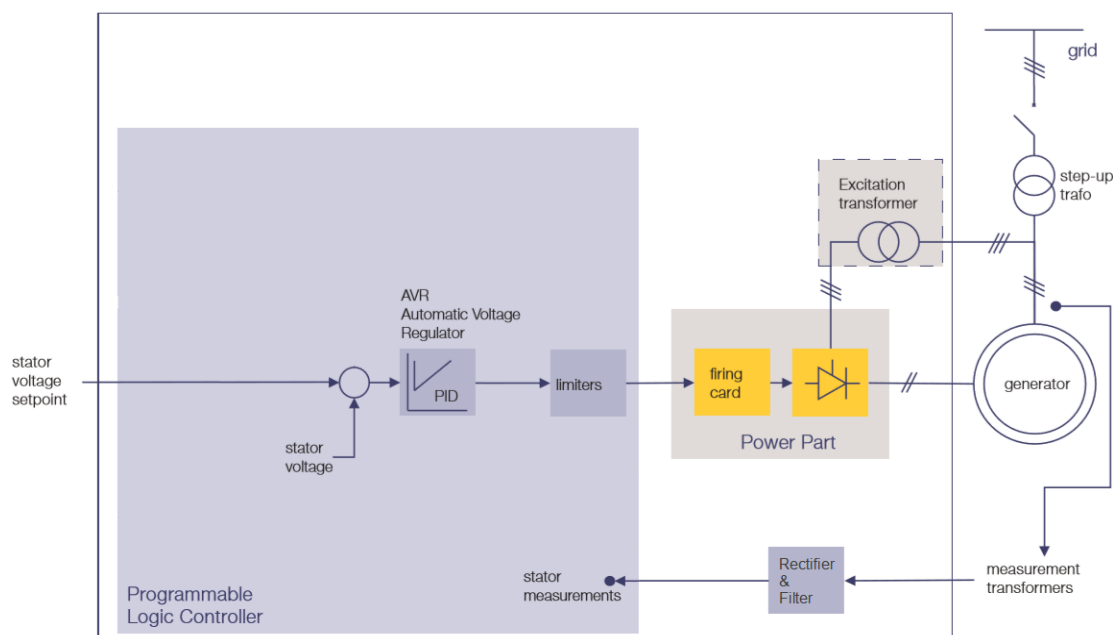 grid
step-up
trafo
Excitation
transformer
AVR
Automatic Voltage
Regulator
PID
stator
voltage
setpoint
limiters
firing
card
generator
Power Part
stator
voltage
Rectifier
&
Filter
stator
measurements
measurement
transformers
Programmable
Logic Controller